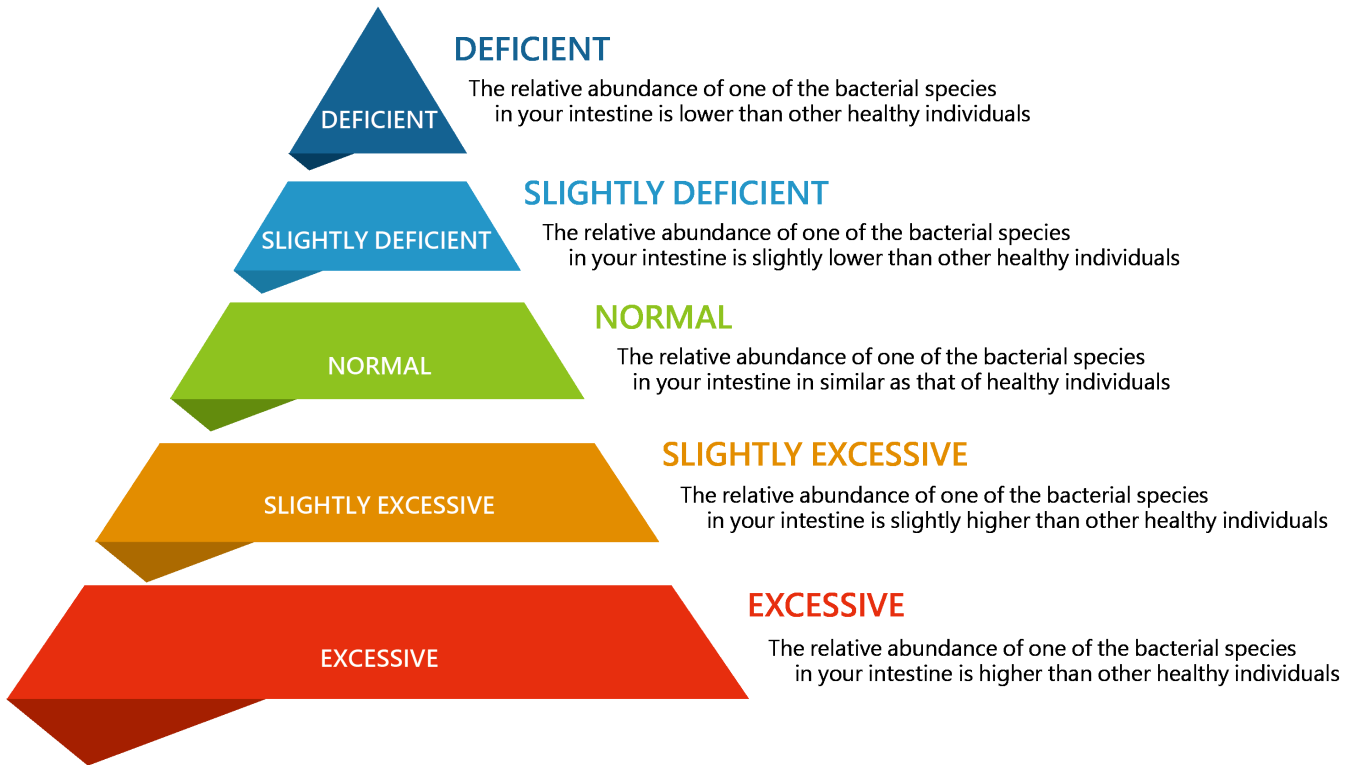 DEFICIENT
The relative abundance of one of the bacterial species
in your intestine is lower than other healthy individuals
DEFICIENT
SLIGHTLY DEFICIENT
The relative abundance of one of the bacterial species
in your intestine is slightly lower than other healthy individuals
SLIGHTLY DEFICIENT
NORMAL
The relative abundance of one of the bacterial species
in your intestine in similar as that of healthy individuals
NORMAL
SLIGHTLY EXCESSIVE
The relative abundance of one of the bacterial species
in your intestine is slightly higher than other healthy individuals
SLIGHTLY EXCESSIVE
EXCESSIVE
The relative abundance of one of the bacterial species
in your intestine is higher than other healthy individuals
EXCESSIVE